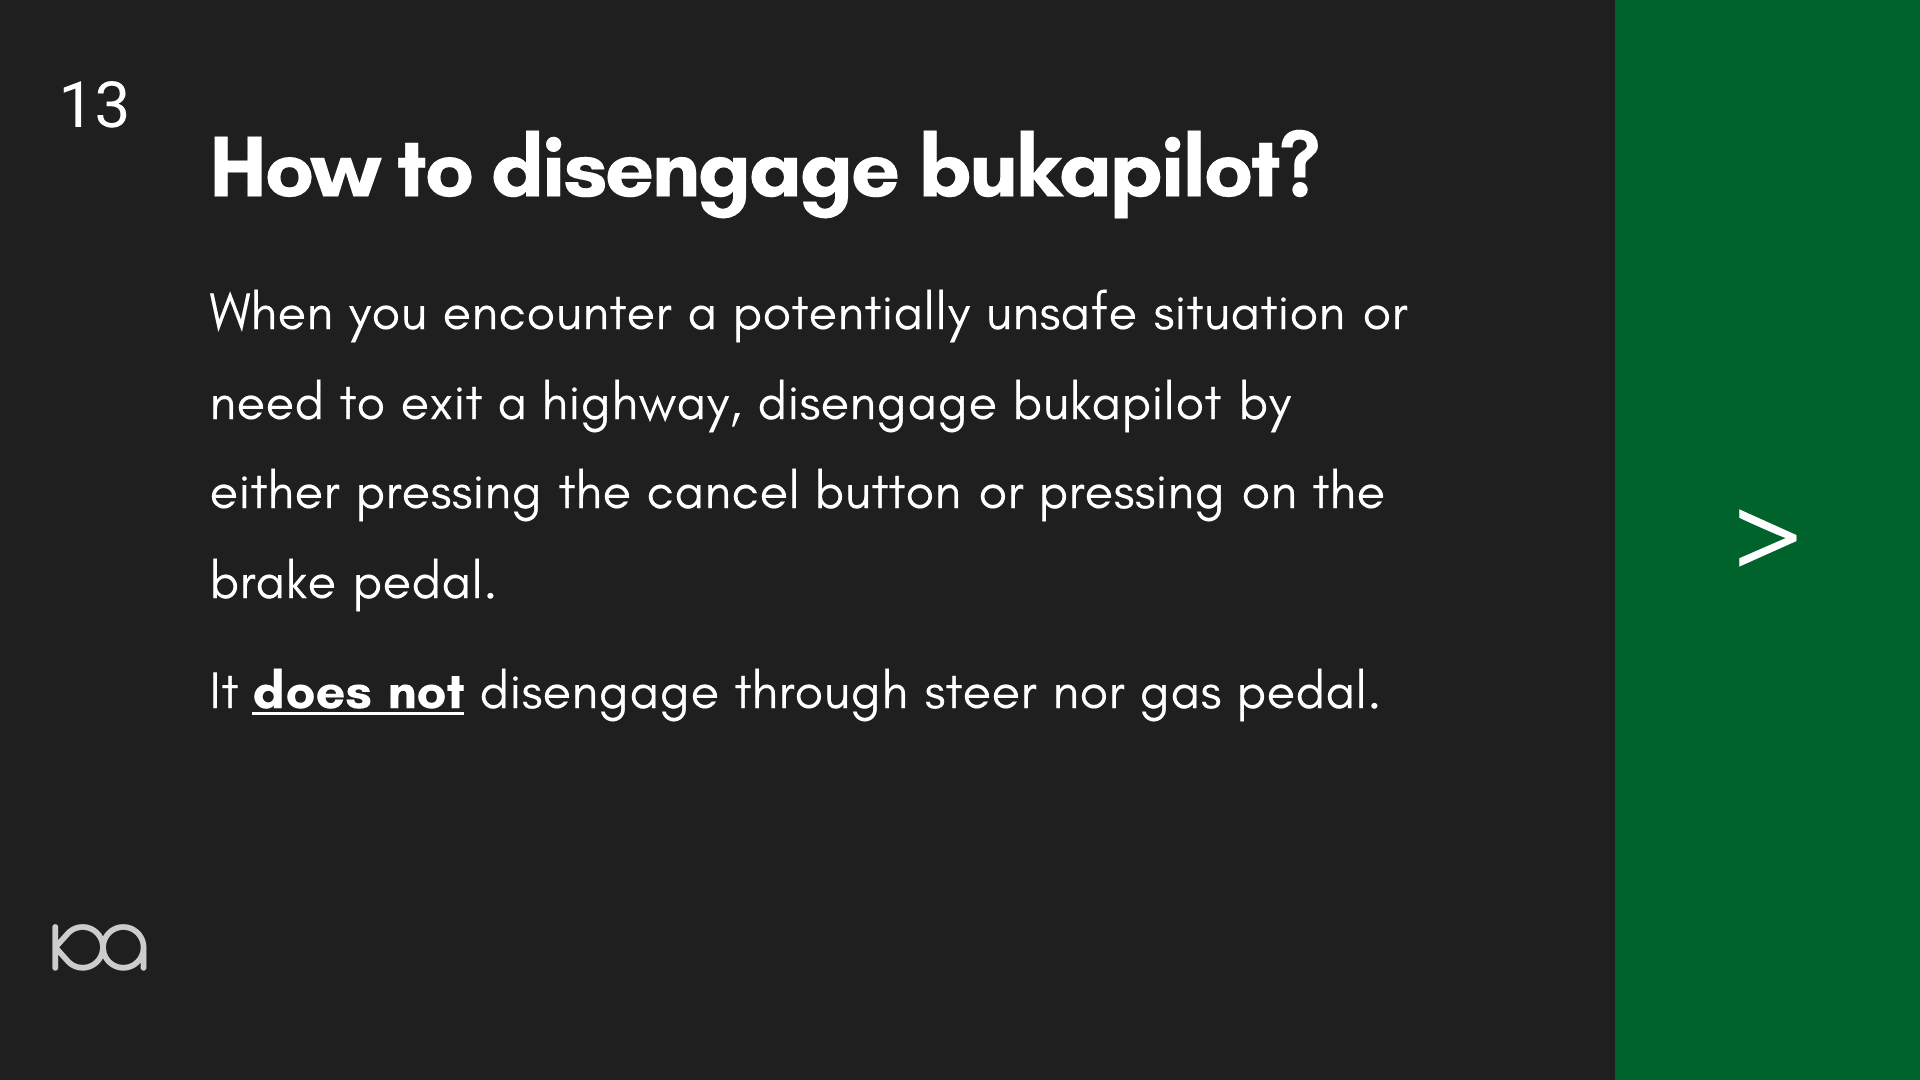 13
How to disengage bukapilot?
When you encounter a potentially unsafe situation or
need to exit a highway, disengage bukapilot by
either pressing the cancel button or pressing on the
brake pedal.
It does not disengage through steer nor gas pedal.
>